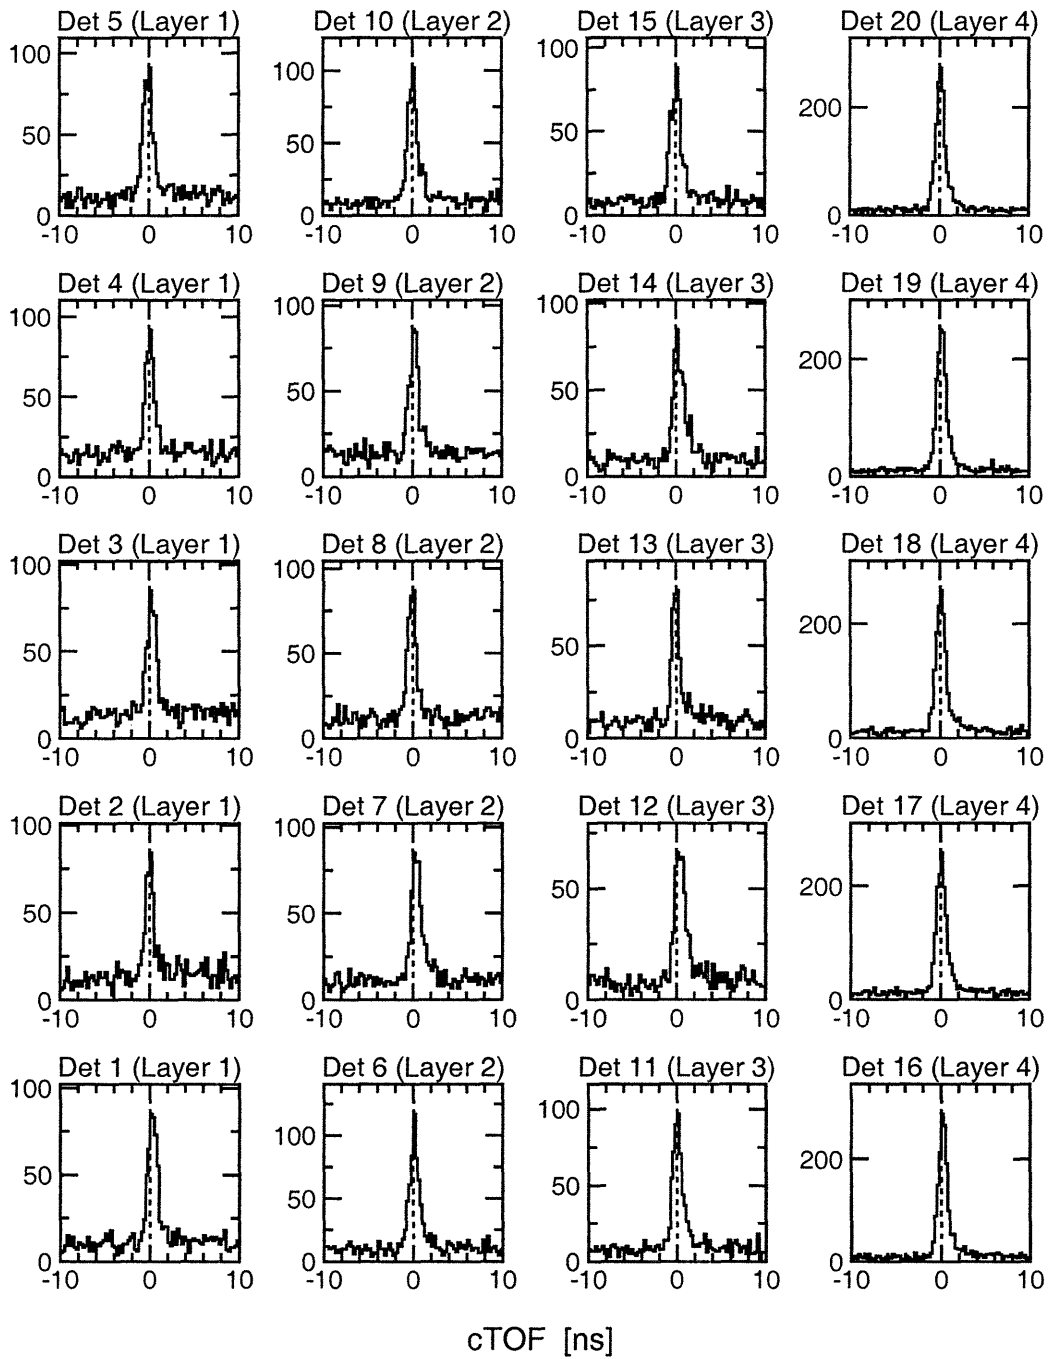 Det 5 (Layer 1) Det 10 (Layer 2) Det 15 (Layer 3) Det 20 (Layer 4)
100 100 100 200
50 50 50
0 0 0 0
-10 0 10 -10 0 10 -10 0 10 -10 0 10
Det 4 (Layer 1) Det 9 (Layer 2) Det 14 (Layer 3) Det 19 (Layer 4)
100 100 100 200
50 50 50
0 0 0 0
-10 0 10 -10 0 10 -10 0 10 -10 0 10
Det 3 (Layer 1) Det 8 (Layer 2) Det 13 (Layer 3) Det 18 (Layer 4)
100 100 50 200
50 50
0 0 0 0
-10 0 10 -10 0 10 -10 0 10 -10 0 10
Det 2 (Layer 1) Det 7 (Layer 2) Det 12 (Layer 3) Det 17 (Layer 4)
100 100 50 200
50 50
0 0 0 0
-10 0 10 -10 0 10 -10 0 10 -10 0 10
Det 1 (Layer 1) Det 6 (Layer 2) Det 11 (Layer 3) Det 16 (Layer 4)
100 100 100 200
50 50 50
0 0 0 0
-10 0 10 -10 0 10 -10 0 10 -10 0 10
cTOF [ns]